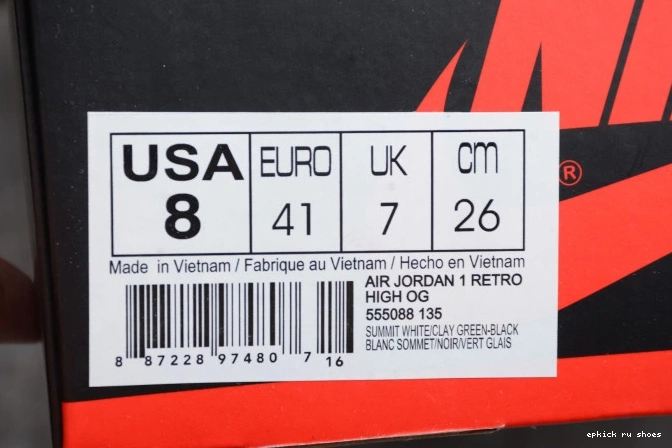 USA EURO UK cm
8 41 7 26
Made in Vietnam / Fabrique au Vietnam / Hecho en Vietnam
AIR JORDAN 1 RETRO
HIGH OG
555088 135
SUMMIT WHITE/CLAY GREEN-BLACK
BLANC SOMMET/NOIR/VERT GLAIS
8 87228 97480 7 16
®
epkick ru shoes